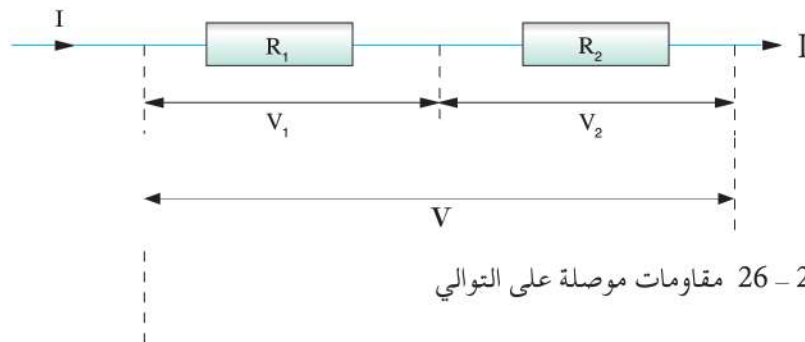 I
R₁ R₂ I
V₁ V₂
V
26 – 2 مقاومات موصلة على التوالي